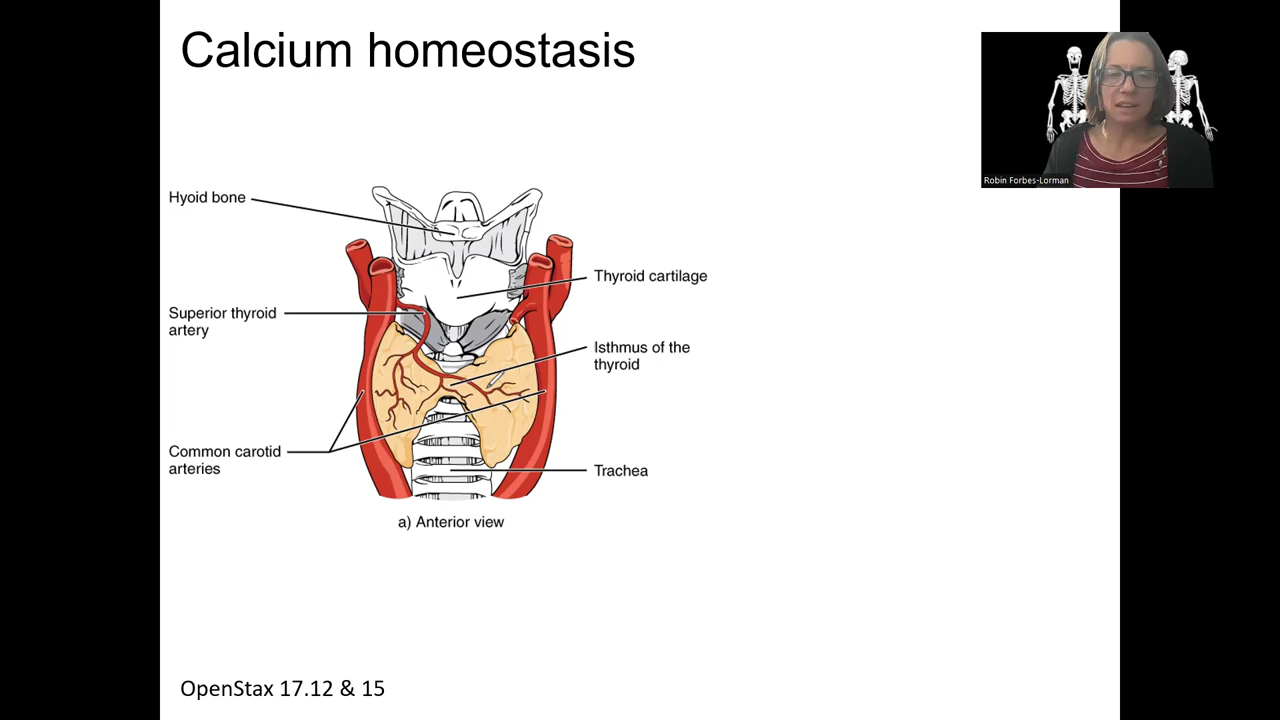 Calcium homeostasis
Robin Forbes-Lorman
Hyoid bone
Thyroid cartilage
Superior thyroid
artery
Isthmus of the
thyroid
Common carotid
arteries
Trachea
a) Anterior view
OpenStax 17.12 & 15